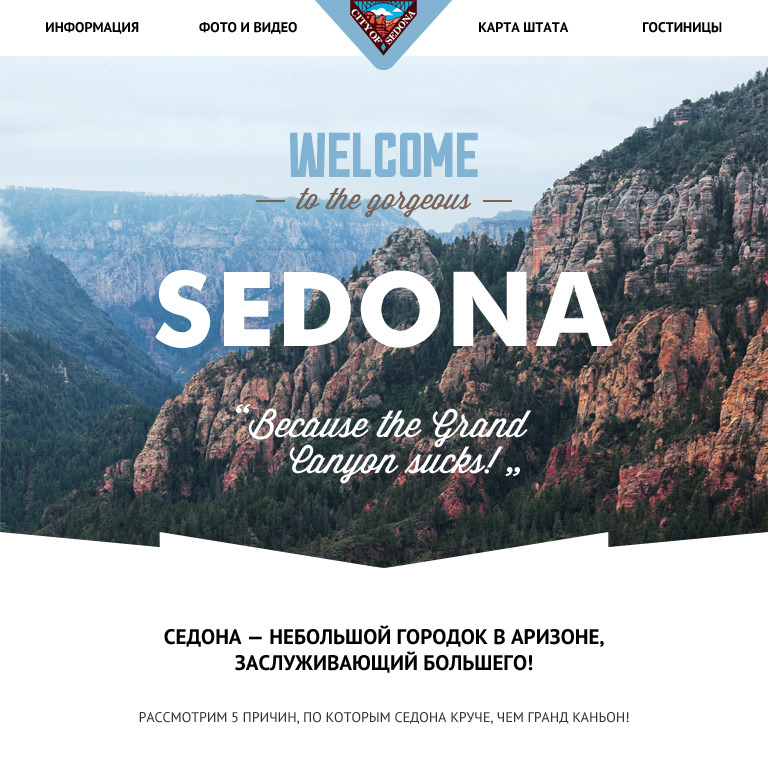 ИНФОРМАЦИЯ
ФОТО И ВИДЕО
CITY OF SEDONA
КАРТА ШТАТА
ГОСТИНИЦЫ
WELCOME
to the gorgeous
SEDONA
“Because the Grand
Canyon sucks!„
СЕДОНА — НЕБОЛЬШОЙ ГОРОДОК В АРИЗОНЕ,
ЗАСЛУЖИВАЮЩИЙ БОЛЬШЕГО!
РАССМОТРИМ 5 ПРИЧИН, ПО КОТОРЫМ СЕДОНА КРУЧЕ, ЧЕМ ГРАНД КАНЬОН!